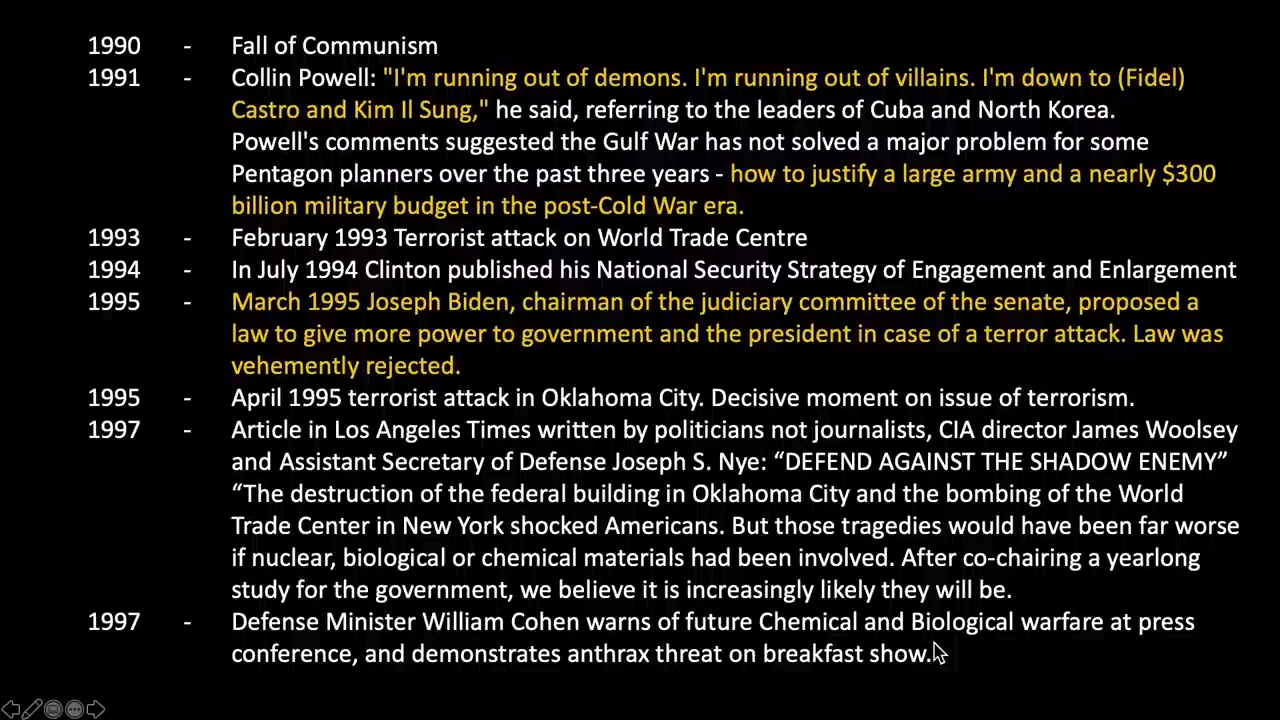 1990 - Fall of Communism
1991 - Collin Powell: "I'm running out of demons. I'm running out of villains. I'm down to (Fidel)
Castro and Kim Il Sung," he said, referring to the leaders of Cuba and North Korea.
Powell's comments suggested the Gulf War has not solved a major problem for some
Pentagon planners over the past three years - how to justify a large army and a nearly $300
billion military budget in the post-Cold War era.
1993 - February 1993 Terrorist attack on World Trade Centre
1994 - In July 1994 Clinton published his National Security Strategy of Engagement and Enlargement
1995 - March 1995 Joseph Biden, chairman of the judiciary committee of the senate, proposed a
law to give more power to government and the president in case of a terror attack. Law was
vehemently rejected.
1995 - April 1995 terrorist attack in Oklahoma City. Decisive moment on issue of terrorism.
1997 - Article in Los Angeles Times written by politicians not journalists, CIA director James Woolsey
and Assistant Secretary of Defense Joseph S. Nye: “DEFEND AGAINST THE SHADOW ENEMY”
“The destruction of the federal building in Oklahoma City and the bombing of the World
Trade Center in New York shocked Americans. But those tragedies would have been far worse
if nuclear, biological or chemical materials had been involved. After co-chairing a yearlong
study for the government, we believe it is increasingly likely they will be.
1997 - Defense Minister William Cohen warns of future Chemical and Biological warfare at press
conference, and demonstrates anthrax threat on breakfast show.